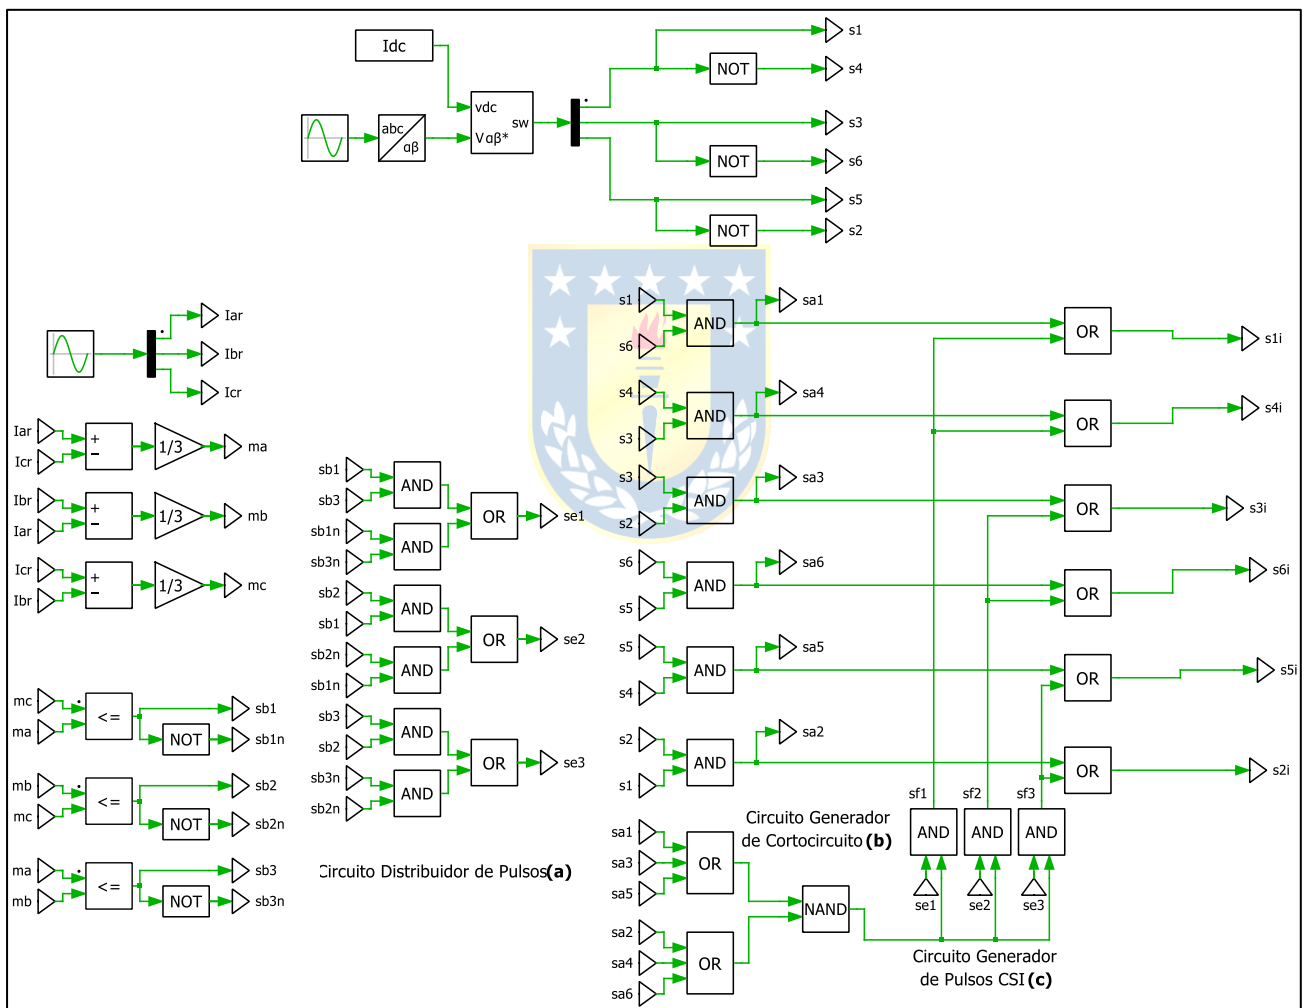 Idc
s1
NOT
s4
vdc
Vαβ*
sw
abc
αβ
s3
NOT
s6
s5
NOT
s2
Iar
Ibr
Icr
Iar
Icr
+
−
1/3
ma
Ibr
Iar
+
−
1/3
mb
Icr
Ibr
+
−
1/3
mc
mc
ma
<=
NOT
sb1
sb1n
mb
mc
<=
NOT
sb2
sb2n
ma
mb
<=
NOT
sb3
sb3n
sb1
sb3
AND
sb1n
sb3n
AND
OR
se1
sb2
sb1
AND
sb2n
sb1n
AND
OR
se2
sb3
sb2
AND
sb3n
sb2n
AND
OR
se3
Circuito Distribuidor de Pulsos(a)
s1
s6
AND
sa1
OR
s1i
s4
s3
AND
sa4
OR
s4i
s3
s2
AND
sa3
OR
s3i
s6
s5
AND
sa6
OR
s6i
s5
s4
AND
sa5
OR
s5i
s2
s1
AND
sa2
OR
s2i
sf1
sf2
sf3
AND
AND
AND
se1
se2
se3
Circuito Generador
de Cortocircuito (b)
sa1
sa3
sa5
OR
NAND
sa2
sa4
sa6
OR
Circuito Generador
de Pulsos CSI (c)